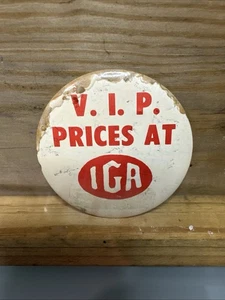 V. I. P.
PRICES AT
IGA